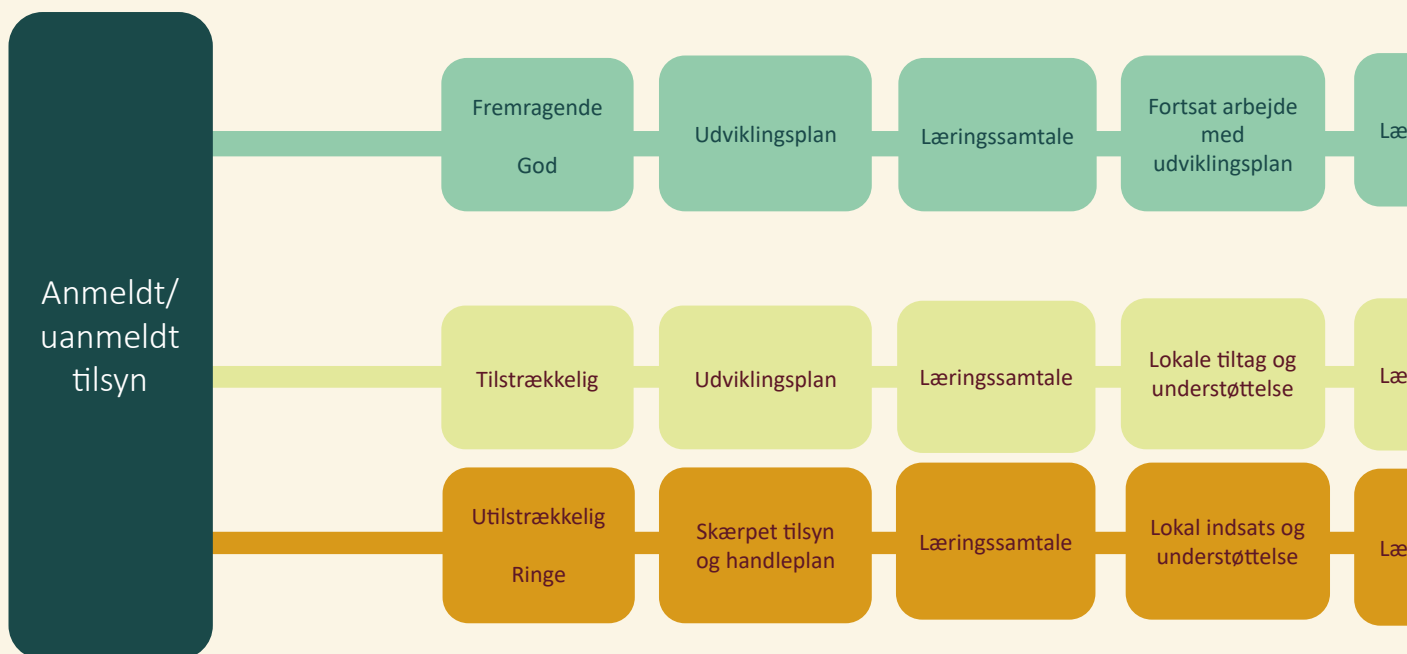 Anmeldt/
uanmeldt
tilsyn
Fremragende
God
Udviklingsplan
Læringssamtale
Fortsat arbejde
med
udviklingsplan
Tilstrækkelig
Udviklingsplan
Læringssamtale
Lokale tiltag og
understøttelse
Utilstrækkelig
Ringe
Skærpet tilsyn
og handleplan
Læringssamtale
Lokal indsats og
understøttelse